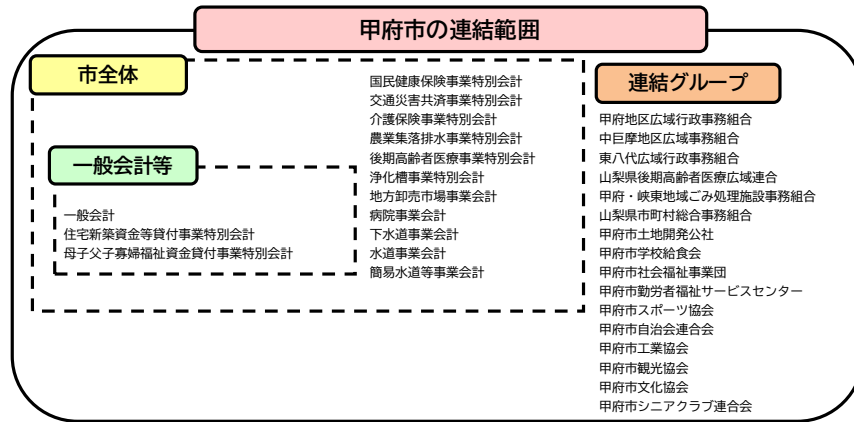 甲府市の連結範囲
市全体
国民健康保険事業特別会計
交通災害共済事業特別会計
介護保険事業特別会計
農業集落排水事業特別会計
後期高齢者医療事業特別会計
浄化槽事業特別会計
地方卸売市場事業会計
病院事業会計
下水道事業会計
水道事業会計
簡易水道等事業会計
一般会計等
一般会計
住宅新築資金等貸付事業特別会計
母子父子寡婦福祉資金貸付事業特別会計
連結グループ
甲府地区広域行政事務組合
中巨摩地区広域事務組合
東八代広域行政事務組合
山梨県後期高齢者医療広域連合
甲府・峡東地域ごみ処理施設事務組合
山梨県市町村総合事務組合
甲府市土地開発公社
甲府市学校給食会
甲府市社会福祉事業団
甲府市勤労者福祉サービスセンター
甲府市スポーツ協会
甲府市自治会連合会
甲府市工業協会
甲府市観光協会
甲府市文化協会
甲府市シニアクラブ連合会